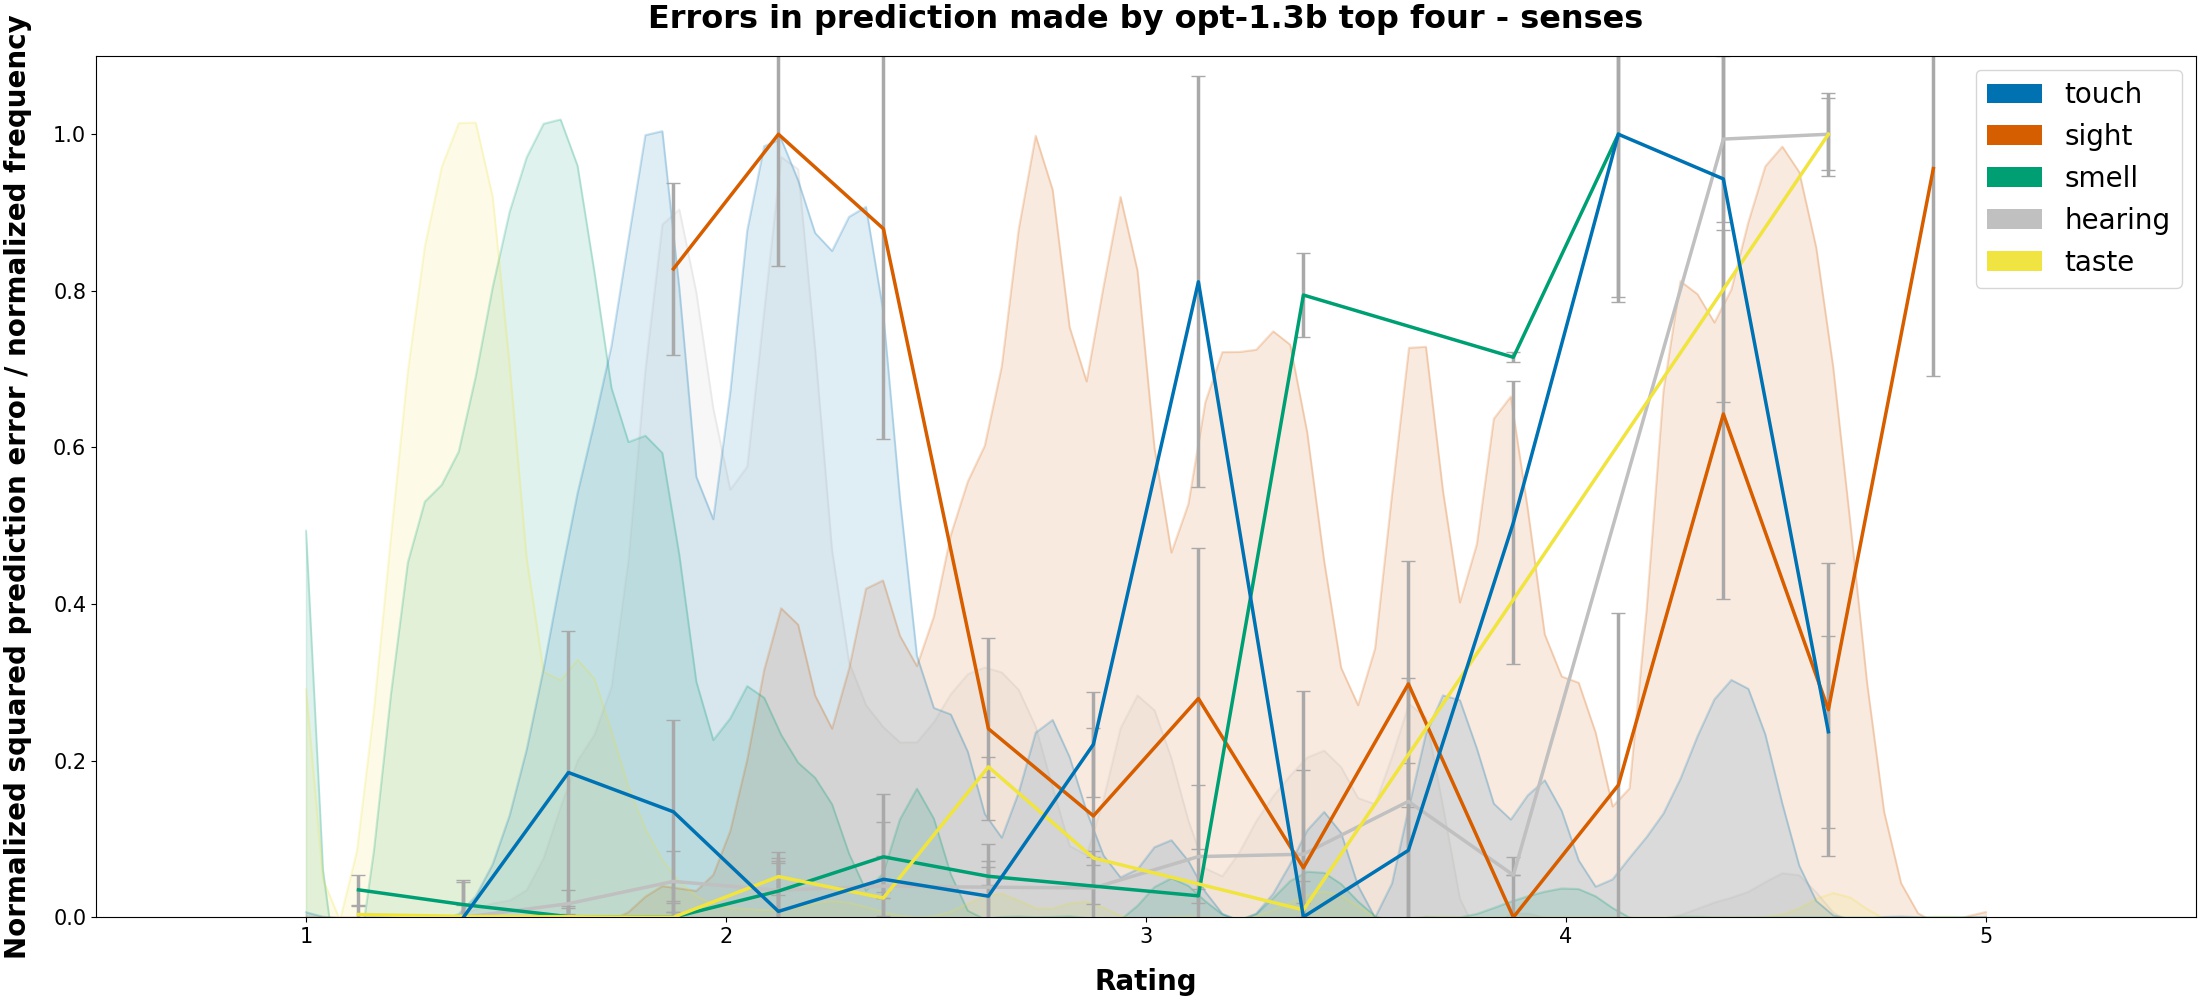 Errors in prediction made by opt-1.3b top four - senses
Normalized squared prediction error / normalized frequency
1.0
0.8
0.6
0.4
0.2
0.0
touch
sight
smell
hearing
taste
1
2
3
4
5
Rating